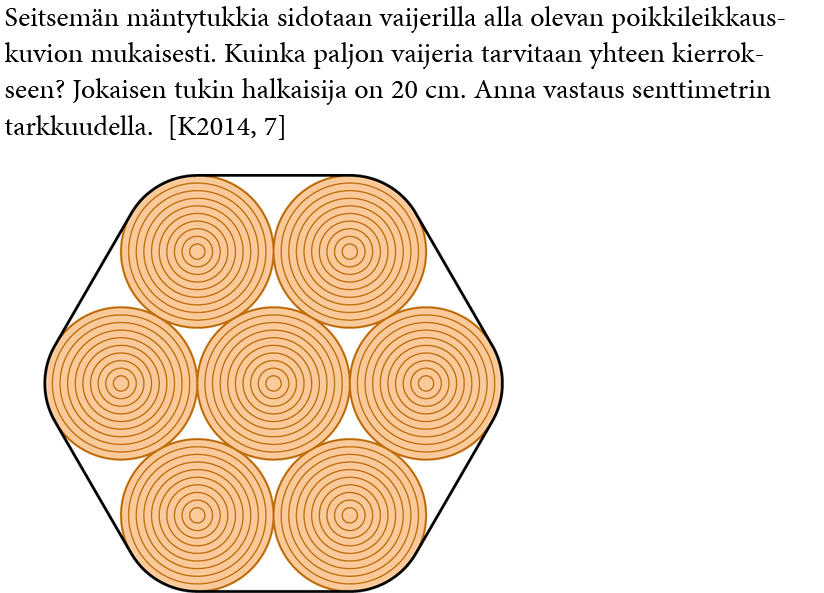 Seitsemän mäntytukkia sidotaan vaijerilla alla olevan poikkileikkaus-
kuvion mukaisesti. Kuinka paljon vaijeria tarvitaan yhteen kierrok-
seen? Jokaisen tukin halkaisija on 20 cm. Anna vastaus senttimetrin
tarkkuudella. [K2014, 7]